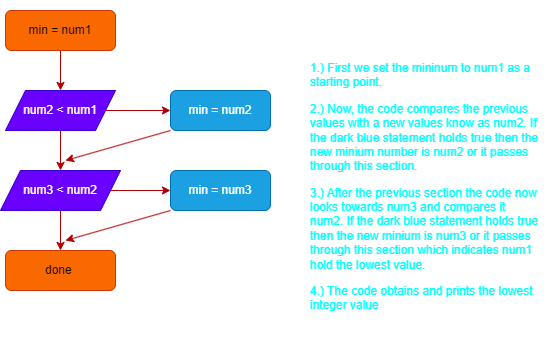 min = num1
num2 < num1
min = num2
num3 < num2
min = num3
done
1.) First we set the mininum to num1 as a
starting point.
2.) Now, the code compares the previous
values with a new values know as num2. If
the dark blue statement holds true then the
new minium number is num2 or it passes
through this section.
3.) After the previous section the code now
looks towards num3 and compares it
num2. If the dark blue statement holds true
then the new minium is num3 or it passes
through this section which indicates num1
hold the lowest value.
4.) The code obtains and prints the lowest
integer value